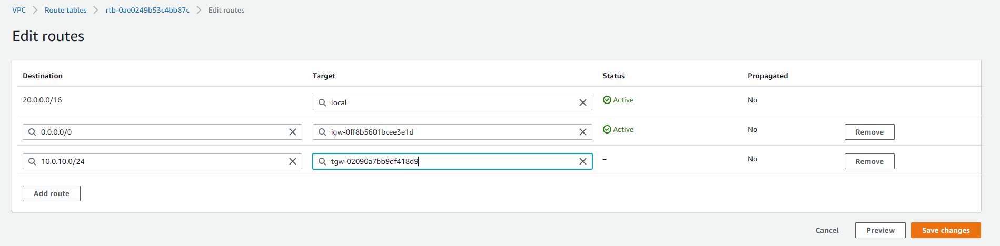 VPC > Route tables > rtb-0ae0249b53c4bb87c > Edit routes
Edit routes
Destination Target Status Propagated
20.0.0.0/16 local Active No
0.0.0.0/0 igw-0ff8b5601bcee3e1d Active No Remove
10.0.10.0/24 tgw-02090a7bb9df418d9 – No Remove
Add route
Cancel Preview Save changes